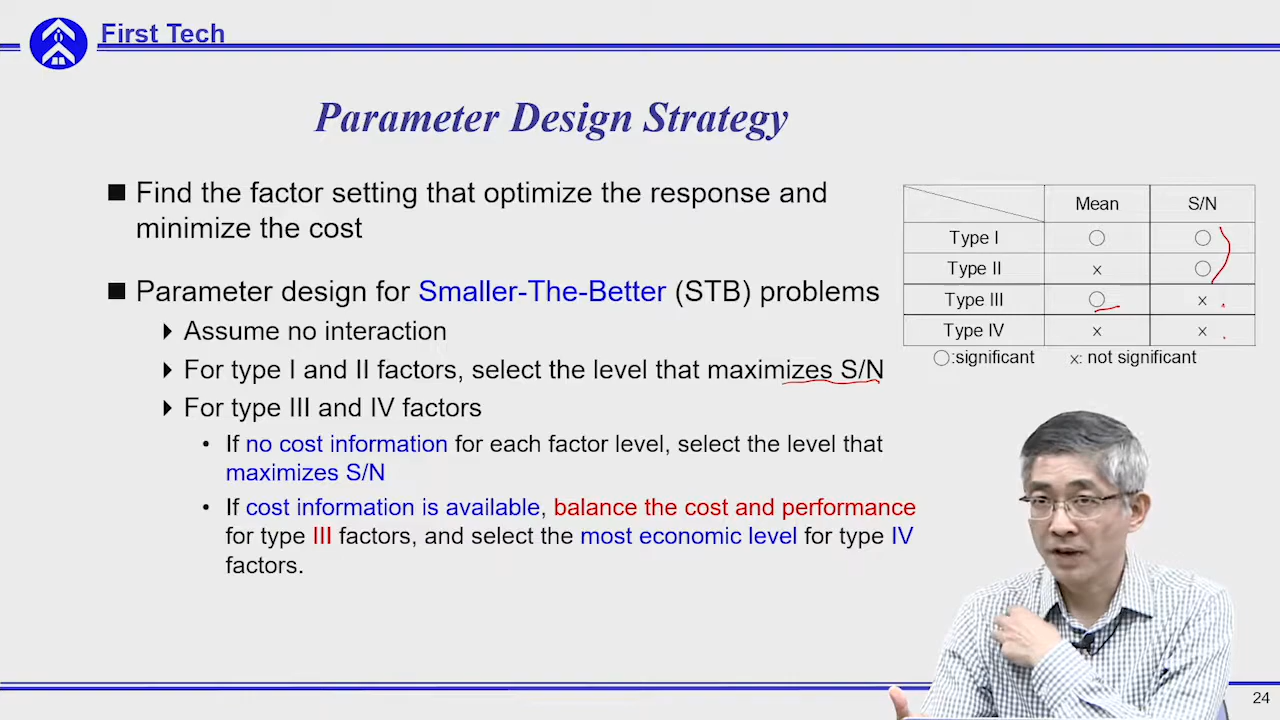 First Tech
Parameter Design Strategy
Find the factor setting that optimize the response and
minimize the cost
Parameter design for Smaller-The-Better (STB) problems
Assume no interaction
For type I and II factors, select the level that maximizes S/N
For type III and IV factors
If no cost information for each factor level, select the level that
maximizes S/N
If cost information is available, balance the cost and performance
for type III factors, and select the most economic level for type IV
factors.
Mean S/N
Type I ○ ○
Type II x ○
Type III ○ x
Type IV x x
○:significant x: not significant
24